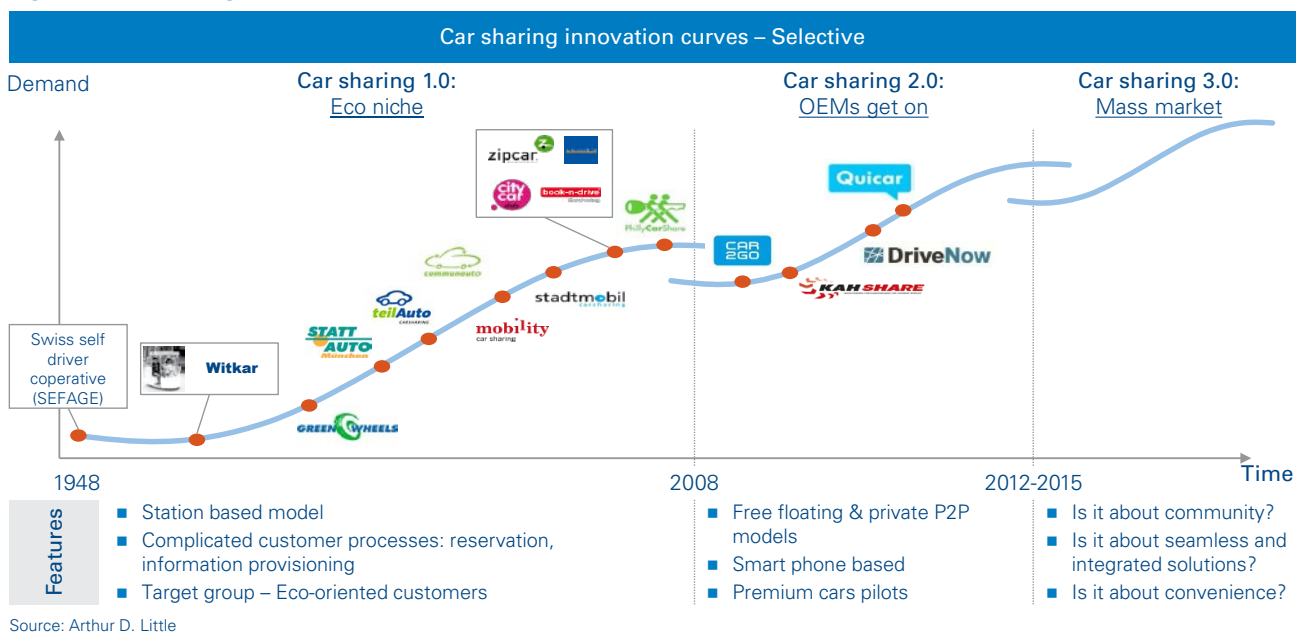 Car sharing innovation curves – Selective
Demand
Car sharing 1.0:
Eco niche
Car sharing 2.0:
OEMs get on
Car sharing 3.0:
Mass market
zipcar
city
car
book-n-drive
PhillyCarShare
Quicar
CAR
2GO
DriveNow
KAH SHARE
communauto
teilAuto
CARSHARING
STATT
AUTO
München
stadtmobil
carsharing
mobility
car sharing
GREEN WHEELS
Swiss self
driver
coperative
(SEFAGE)
Witkar
1948
2008
2012-2015
Time
Features
Station based model
Complicated customer processes: reservation,
information provisioning
Target group – Eco-oriented customers
Free floating & private P2P
models
Smart phone based
Premium cars pilots
Is it about community?
Is it about seamless and
integrated solutions?
Is it about convenience?
Source: Arthur D. Little